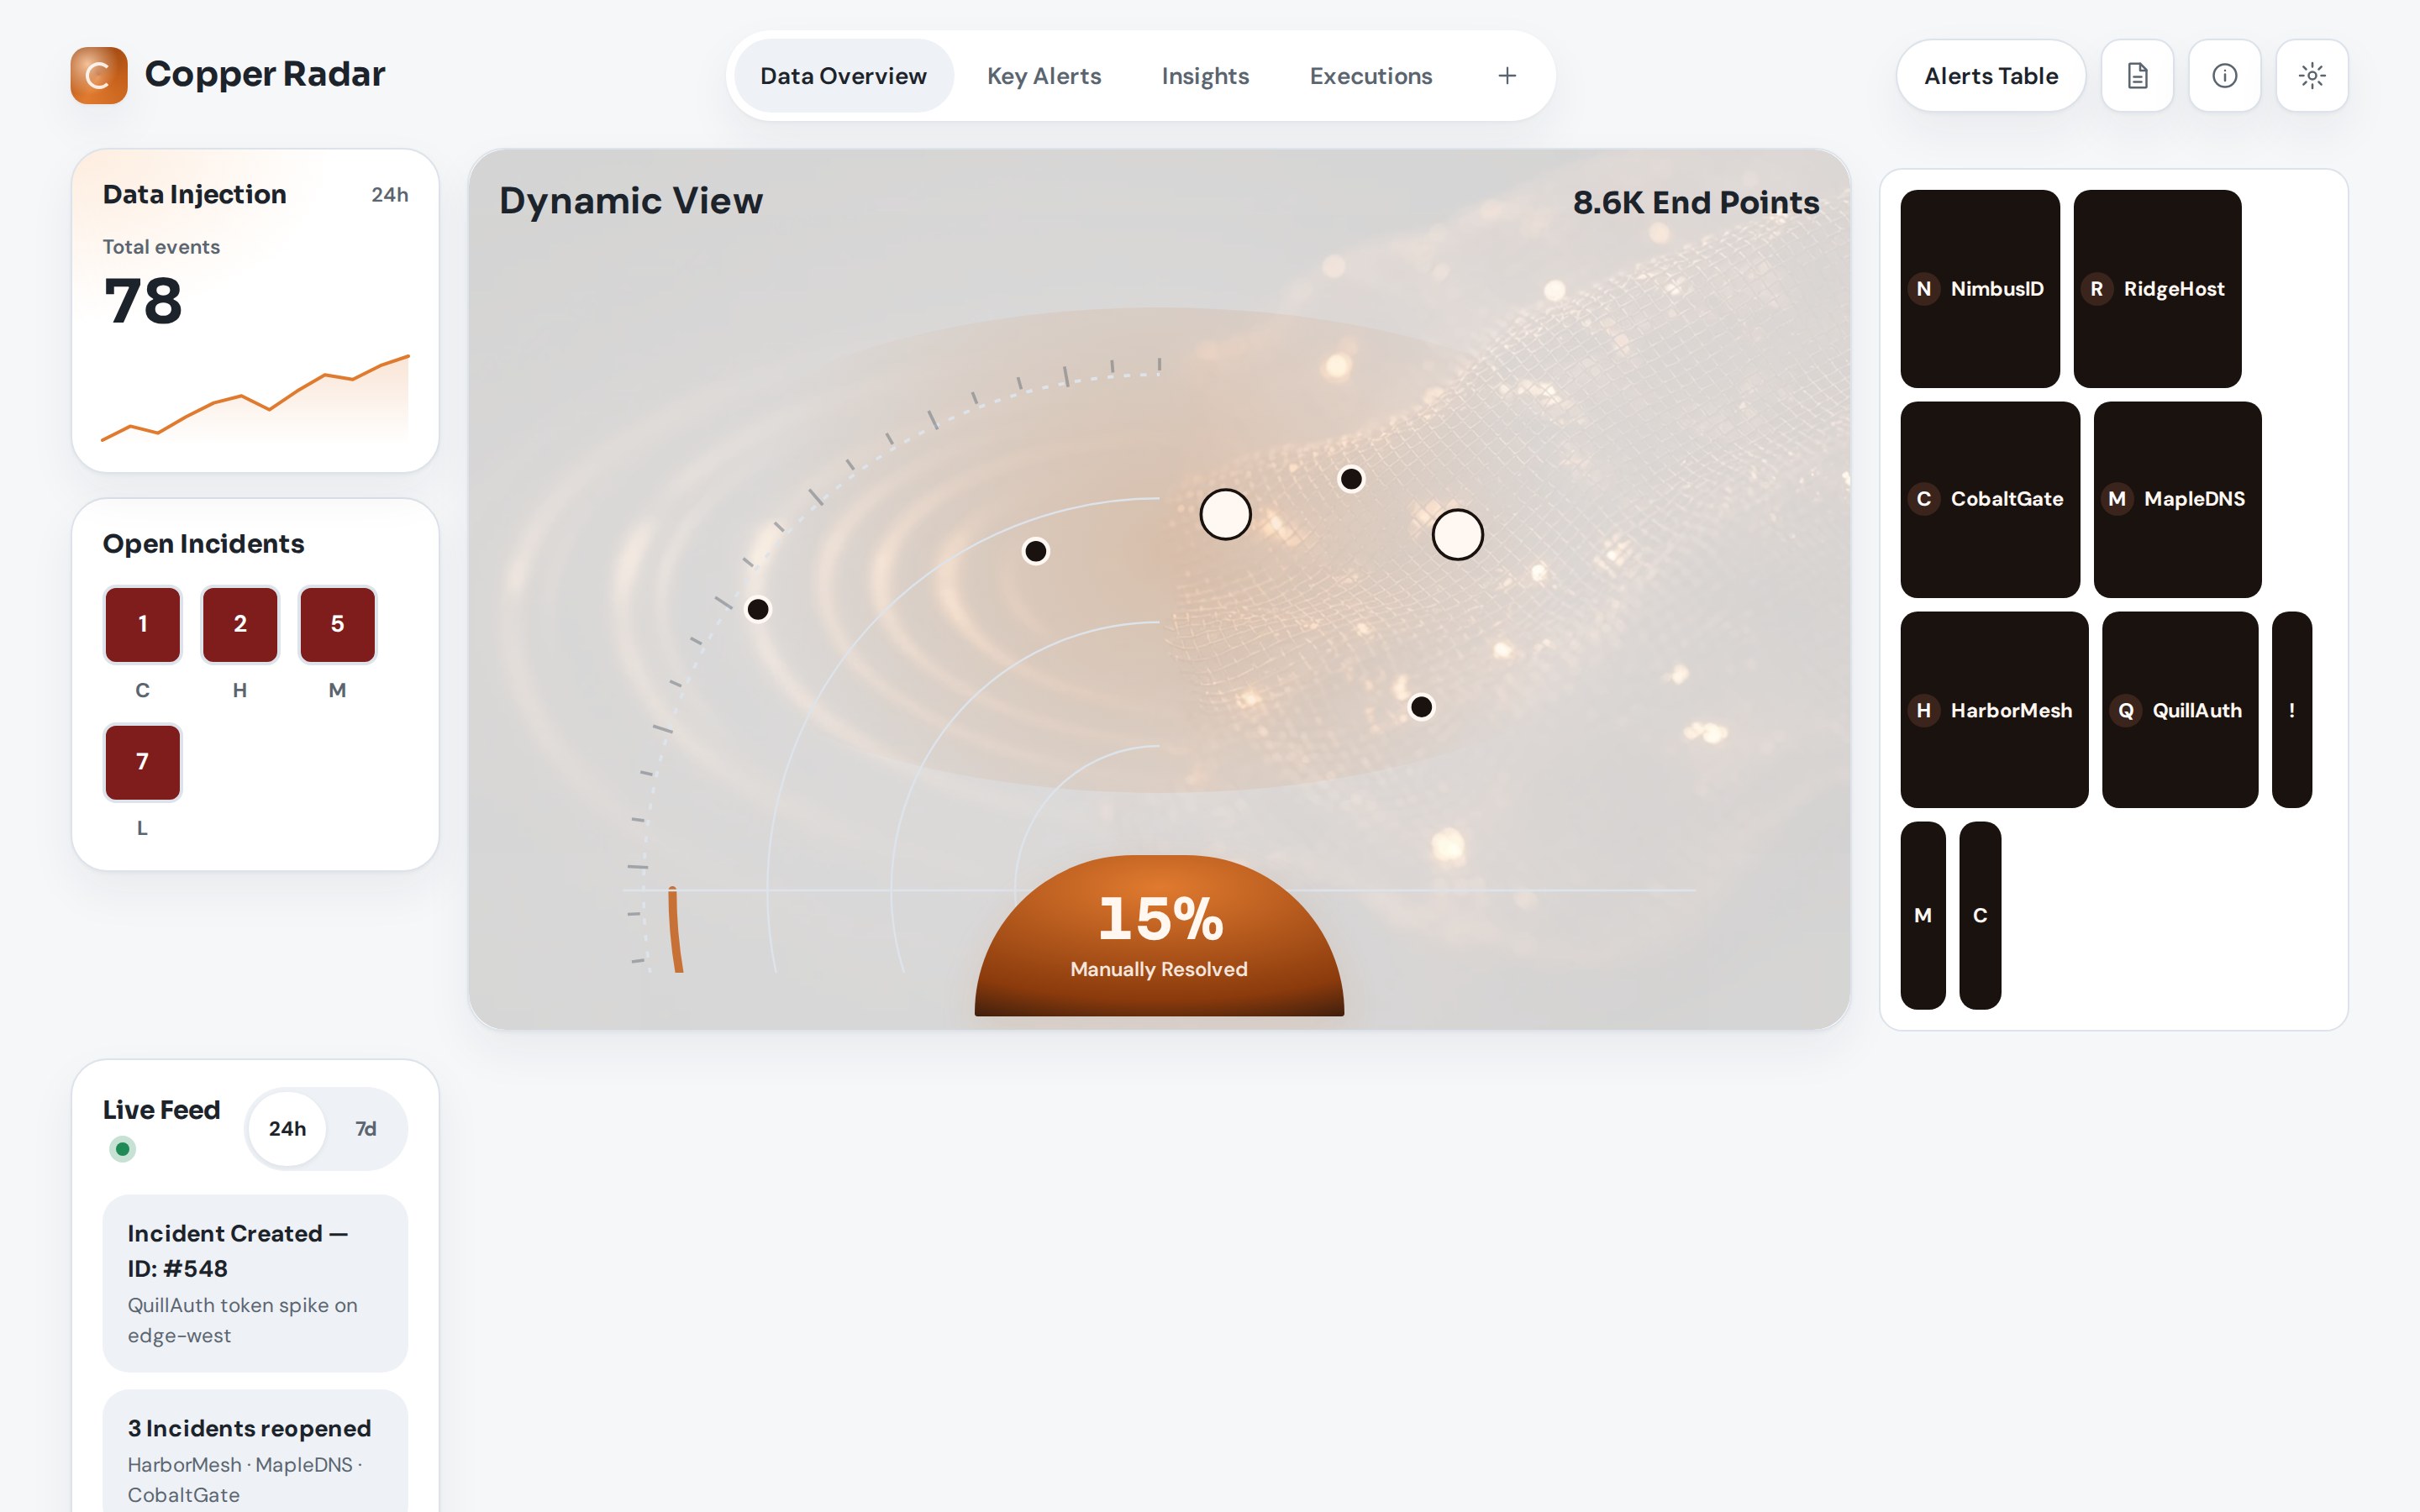 Copper Radar
Data Overview
Key Alerts
Insights
Executions
+
Alerts Table
Data Injection
24h
Total events
78
Open Incidents
1
2
5
C
H
M
7
L
Dynamic View
8.6K End Points
15%
Manually Resolved
N NimbusID
R RidgeHost
C CobaltGate
M MapleDNS
H HarborMesh
Q QuillAuth
!
M
C
Live Feed
24h
7d
Incident Created —
ID: #548
QuillAuth token spike on
edge-west
3 Incidents reopened
HarborMesh · MapleDNS ·
CobaltGate